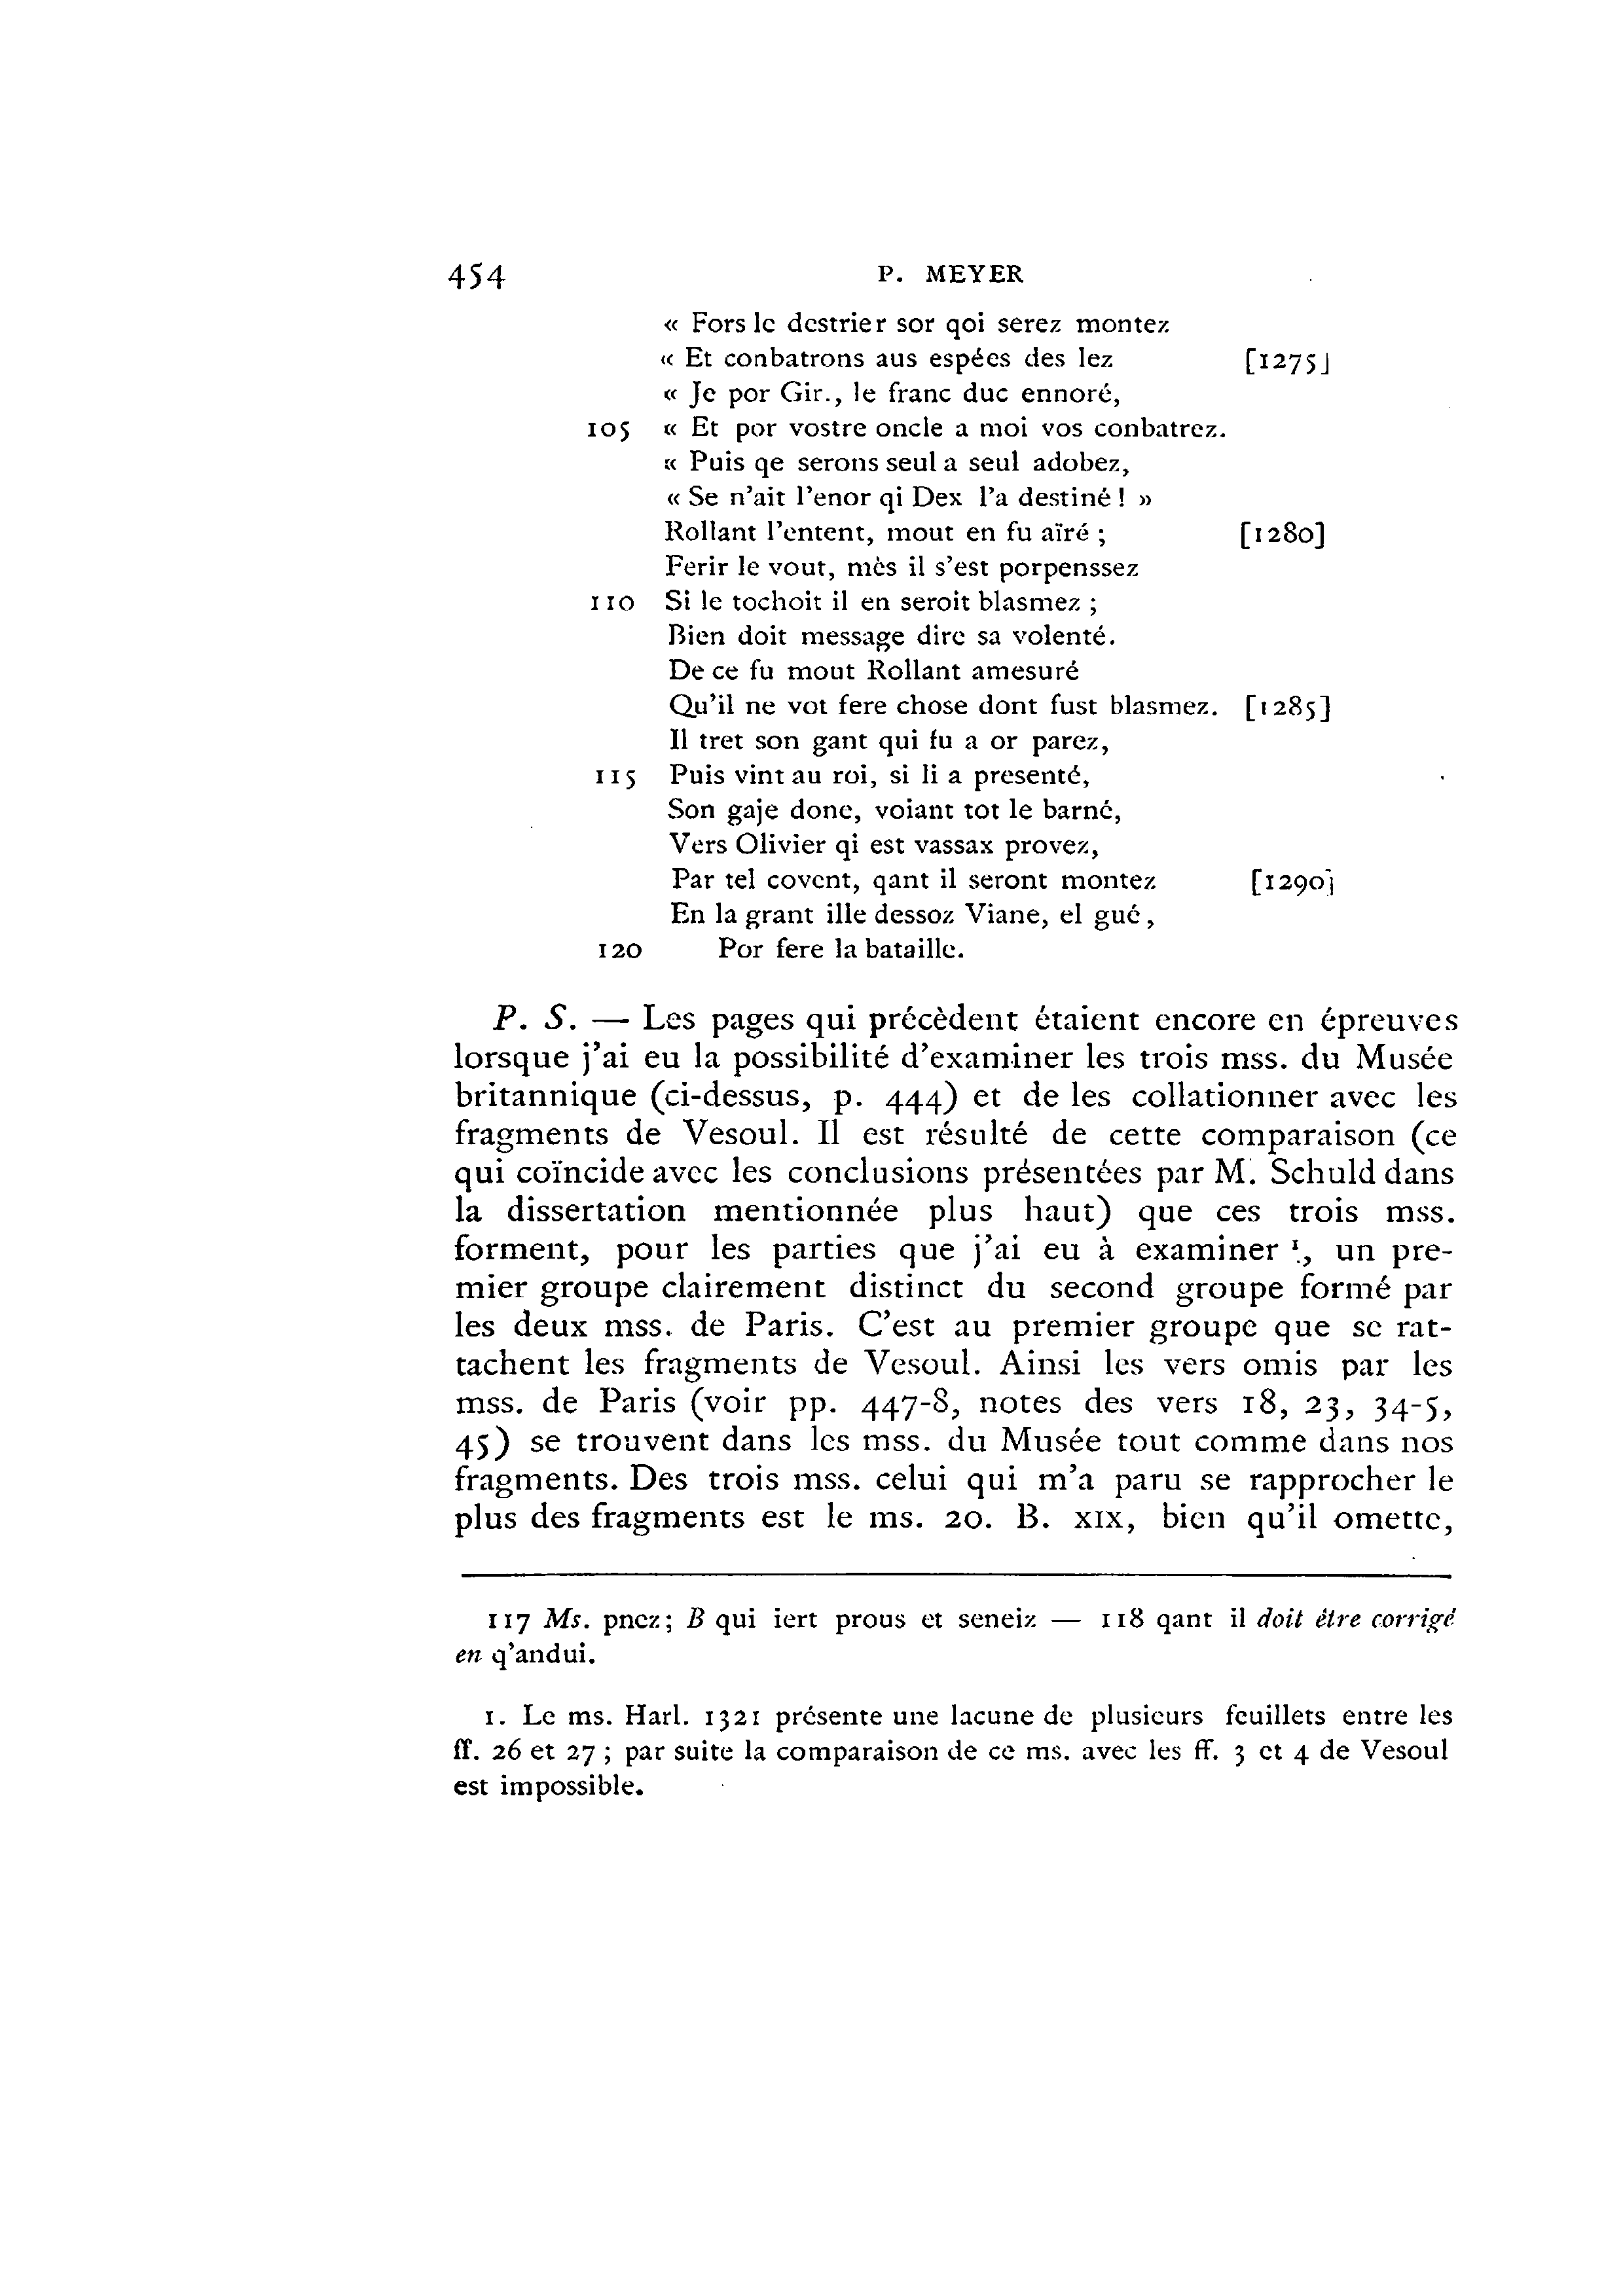 454 P. MEYER
« Fors le destrier sor qoi serez montez
« Et conbatrons aus espées des lez [1275]
« Je por Gir., le franc duc ennoré,
105 « Et por vostre oncle a moi vos conbatrez.
« Puis qe serons seul a seul adobez,
« Se n'ait l'enor qi Dex l'a destiné ! »
Rollant l'entent, mout en fu aïré ; [1280]
Ferir le vout, mès il s'est porpenssez
110 Si le tochoit il en seroit blasmez ;
Bien doit message dire sa volenté.
De ce fu mout Rollant amesuré
Qu'il ne vot fere chose dont fust blasmez. [1285]
Il tret son gant qui fu a or parez,
115 Puis vint au roi, si li a presenté,
Son gaje done, voiant tot le barné,
Vers Olivier qi est vassax provez,
Par tel covent, qant il seront montez [1290]
En la grant ille dessoz Viane, el gué,
120 Por fere la bataille.
P. S. — Les pages qui précèdent étaient encore en épreuves
lorsque j'ai eu la possibilité d'examiner les trois mss. du Musée
britannique (ci-dessus, p. 444) et de les collationner avec les
fragments de Vesoul. Il est résulté de cette comparaison (ce
qui coïncide avec les conclusions présentées par M. Schuld dans
la dissertation mentionnée plus haut) que ces trois mss.
forment, pour les parties que j'ai eu à examiner ¹, un pre-
mier groupe clairement distinct du second groupe formé par
les deux mss. de Paris. C'est au premier groupe que se rat-
tachent les fragments de Vesoul. Ainsi les vers omis par les
mss. de Paris (voir pp. 447-8, notes des vers 18, 23, 34-5,
45) se trouvent dans les mss. du Musée tout comme dans nos
fragments. Des trois mss. celui qui m'a paru se rapprocher le
plus des fragments est le ms. 20. B. XIX, bien qu'il omette,
117 Ms. pnez; B qui iert prous et seneiz — 118 qant il doit être corrigé
en q'andui.
1. Le ms. Harl. 1321 présente une lacune de plusieurs feuillets entre les
ff. 26 et 27 ; par suite la comparaison de ce ms. avec les ff. 3 et 4 de Vesoul
est impossible.